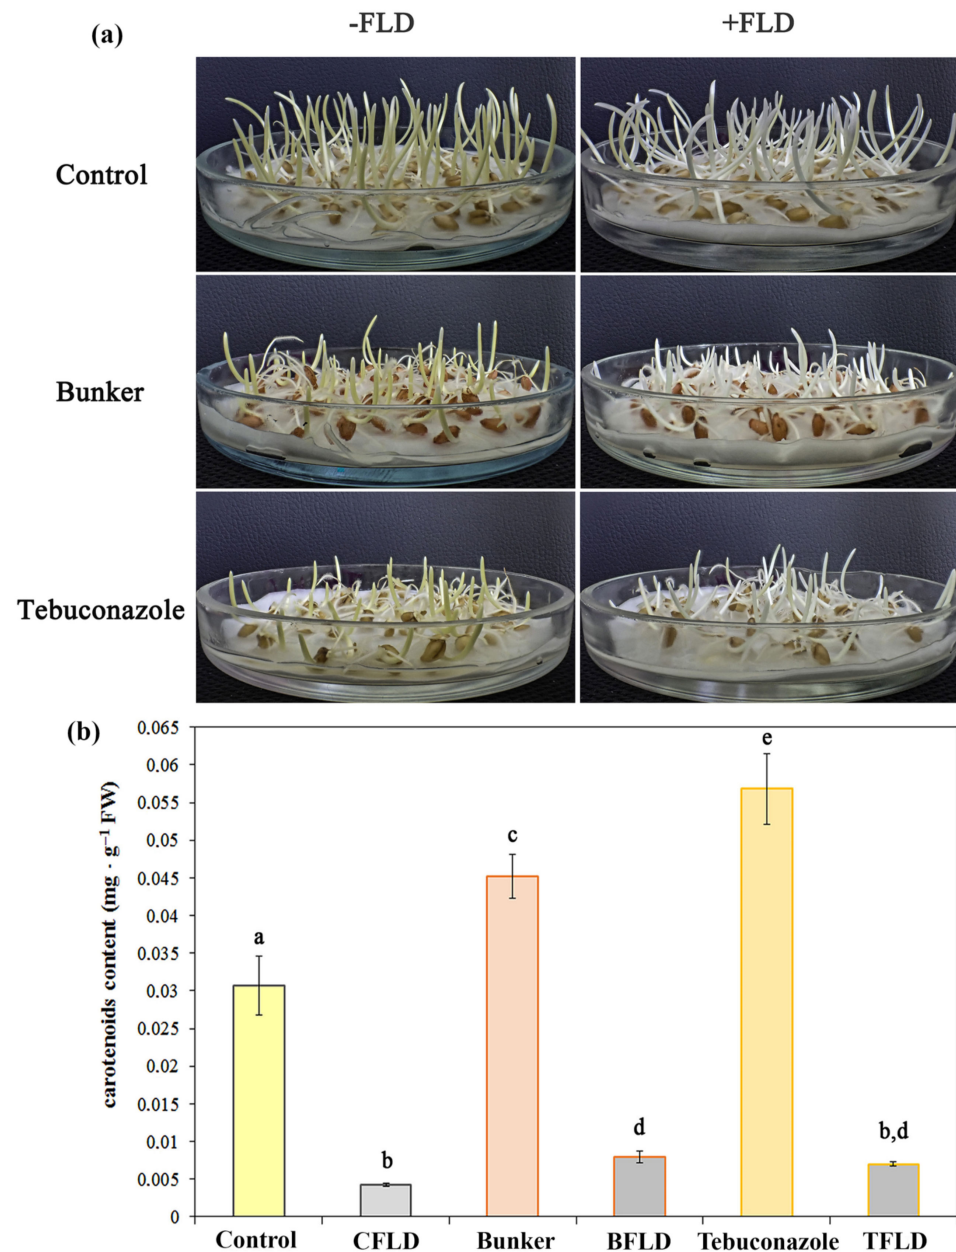 (a)
-FLD +FLD
Control
Bunker
Tebuconazole
(b)
carotenoids content (mg · g⁻¹ FW)
0.065
0.06
0.055
0.05
0.045
0.04
0.035
0.03
0.025
0.02
0.015
0.01
0.005
0
a
b
c
d
e
b,d
Control CFLD Bunker BFLD Tebuconazole TFLD